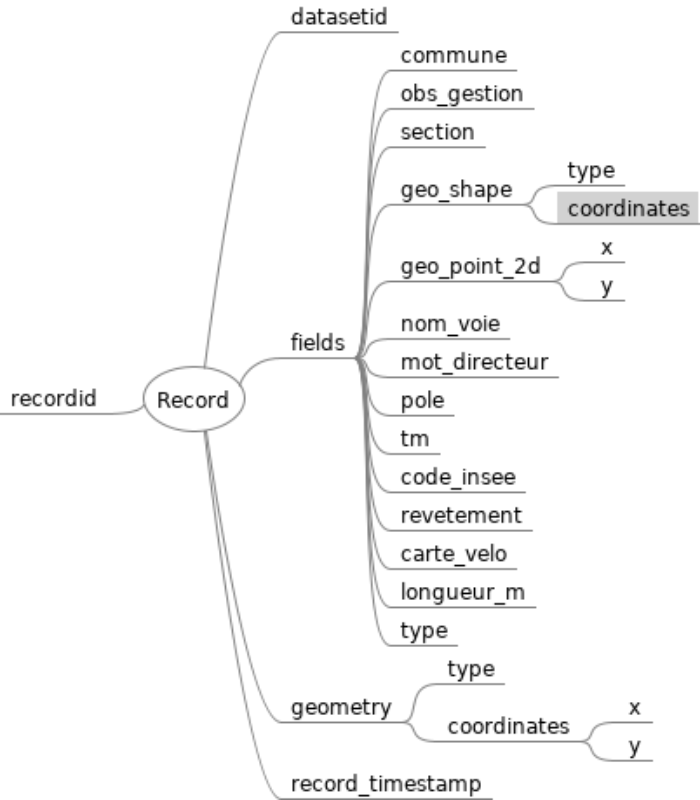 datasetid
commune
obs_gestion
section
type
geo_shape
coordinates
x
geo_point_2d
y
nom_voie
fields
mot_directeur
recordid
Record
pole
tm
code_insee
revetement
carte_velo
longueur_m
type
type
geometry
x
coordinates
y
record_timestamp